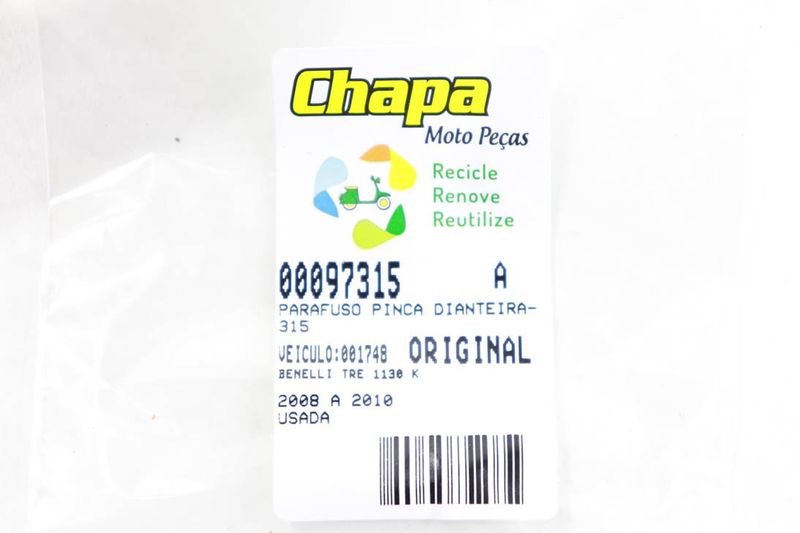 Chapa
Moto Peças
Recicle
Renove
Reutilize
00097315 A
PARAFUSO PINCA DIANTEIRA-
315
VEICULO:001748 ORIGINAL
BENELLI TRE 1130 K
2008 A 2010
USADA